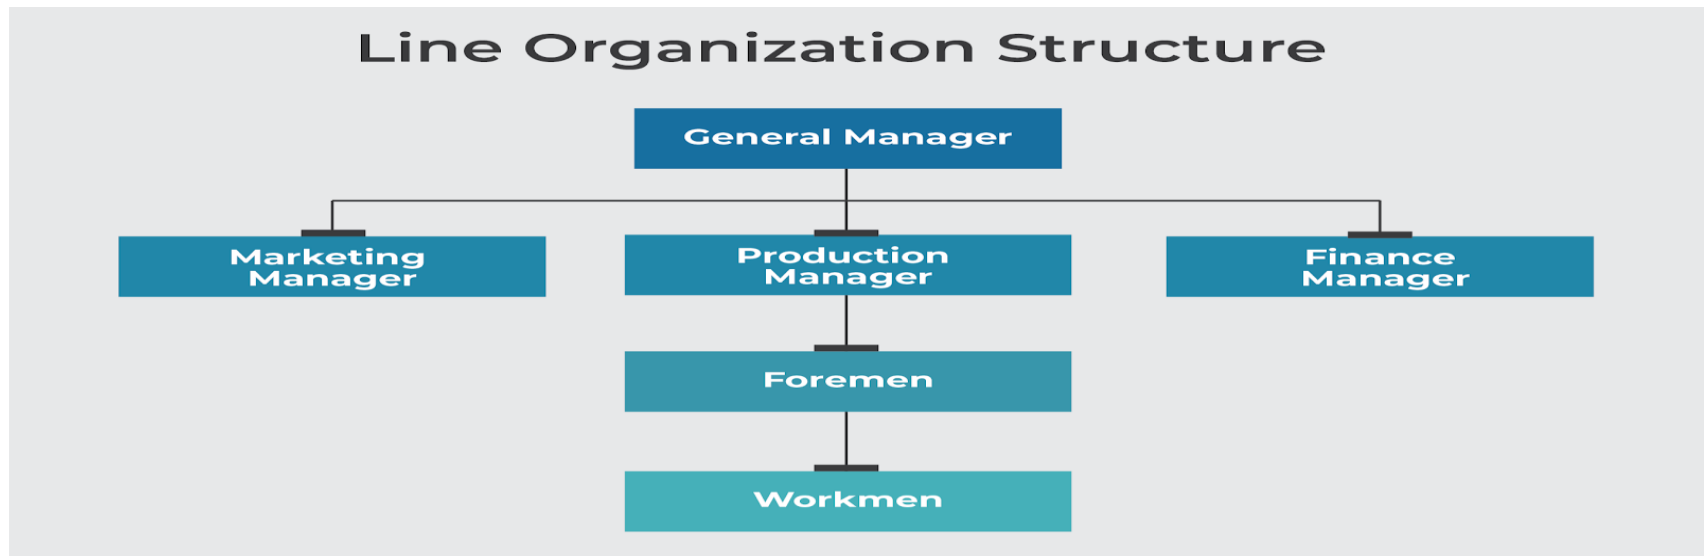 Line Organization Structure
General Manager
Marketing
Manager
Production
Manager
Finance
Manager
Foremen
Workmen